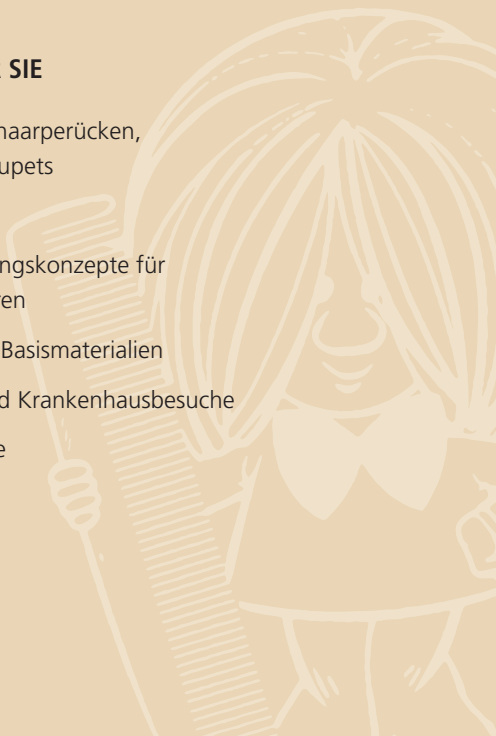 SIE
haarperücken,
upets
ngskonzepte für
en
Basismaterialien
d Krankenhausbesuche
e